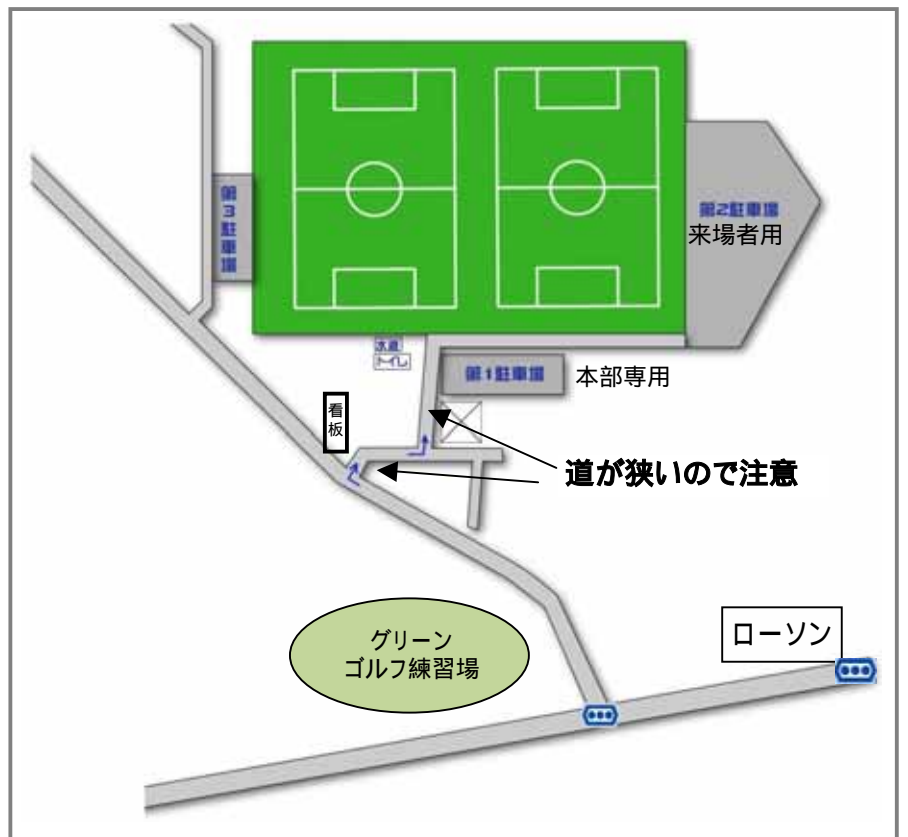 第3駐車場
第2駐車場
来場者用
水道
トイレ
第1駐車場
本部専用
看板
道が狭いので注意
グリーン
ゴルフ練習場
ローソン